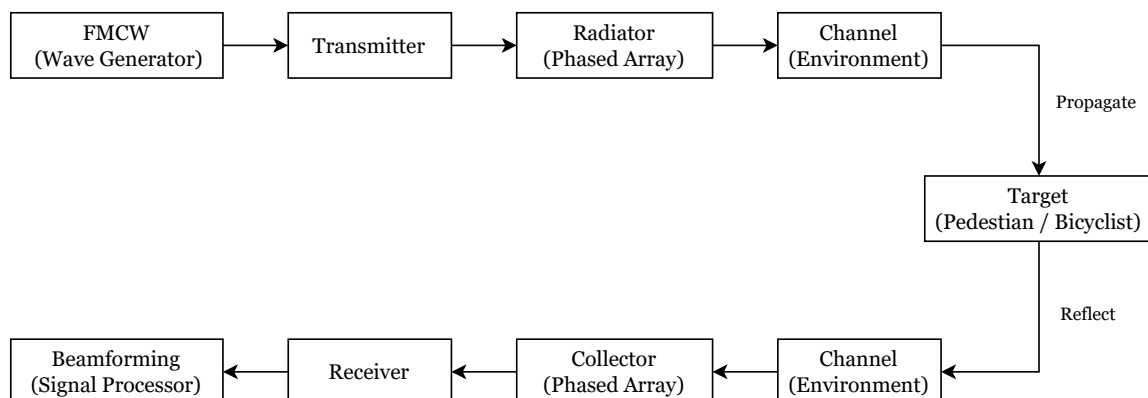 FMCW
(Wave Generator)
Transmitter
Radiator
(Phased Array)
Channel
(Environment)
Propagate
Target
(Pedestian / Bicyclist)
Reflect
Beamforming
(Signal Processor)
Receiver
Collector
(Phased Array)
Channel
(Environment)